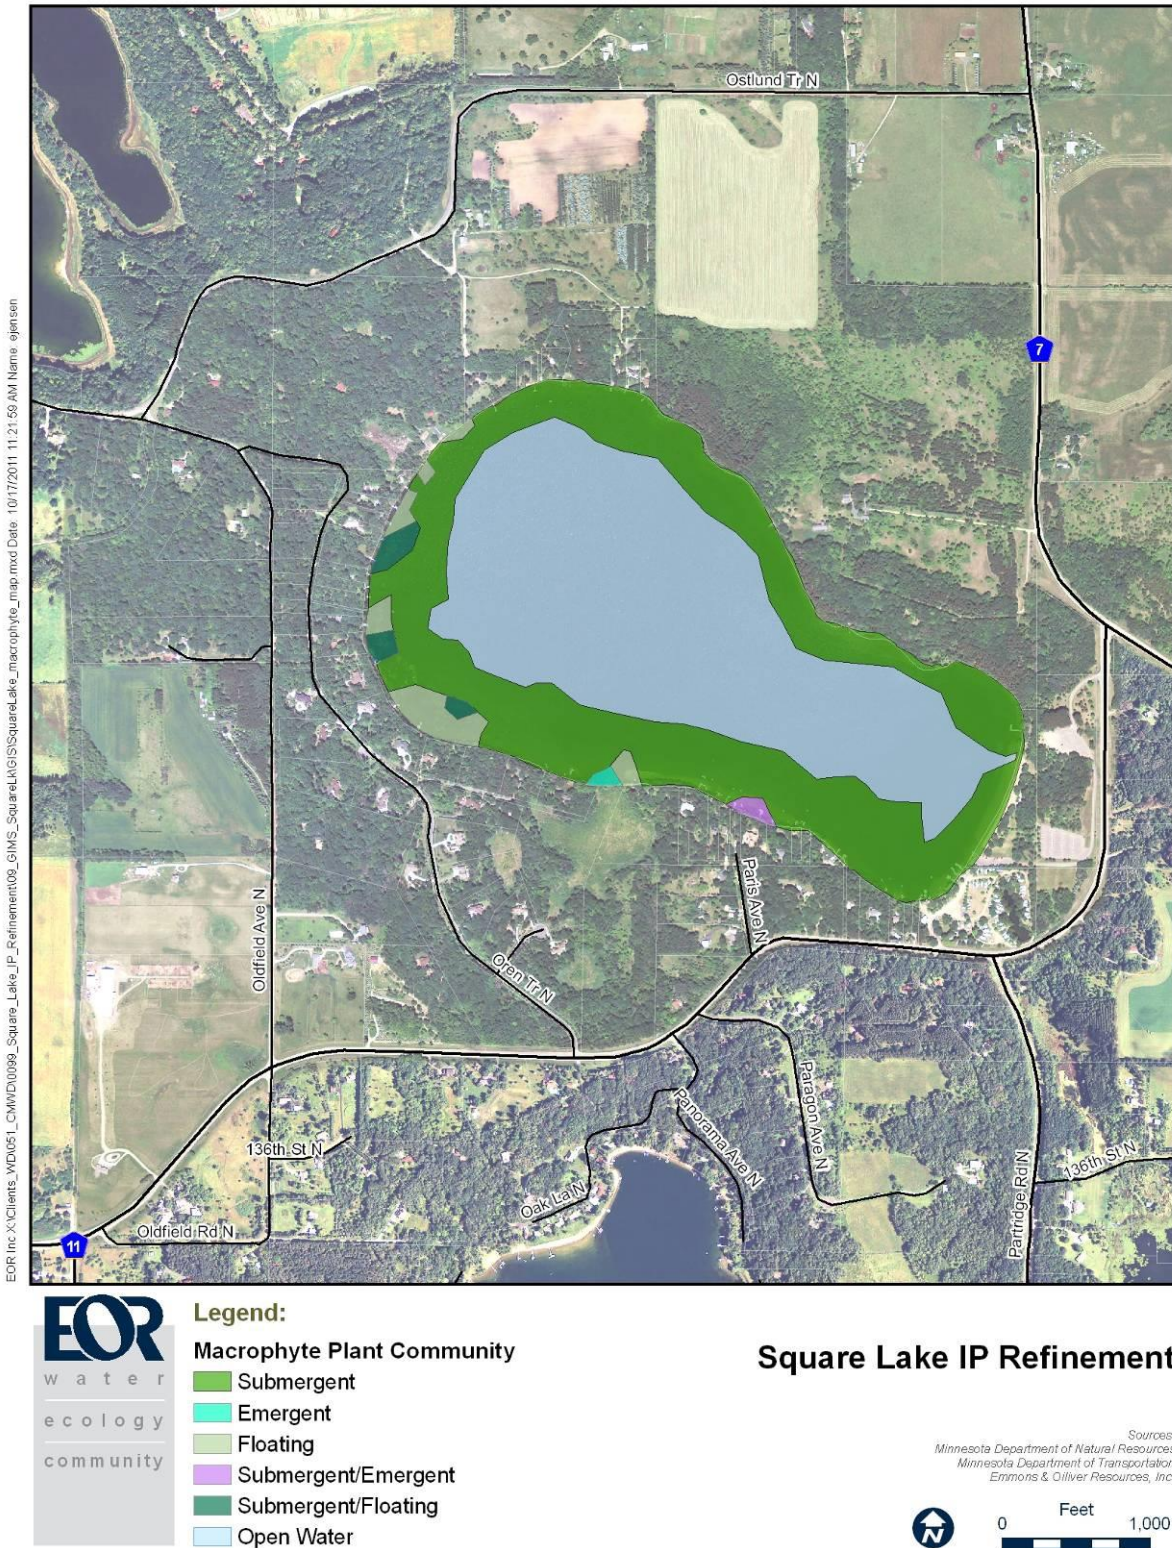 EOR Inc X:\Clients_WD\051_CMWD\0099_Square_Lake_IP_Refinement\09_GIMS_SquareLk\GIS\SquareLake_macrophyte_map.mxd Date: 10/17/2011 11:21:59 AM Name: ejensen
Ostlund Tr N
7
Oldfield Ave N
Paris Ave N
Oren Tr N
Paragon Ave N
Panorama Ave N
136th St N
136th St N
Oak La N
Partridge Rd N
Oldfield Rd N
11
EOR
water
ecology
community
Legend:
Macrophyte Plant Community
Submergent
Emergent
Floating
Submergent/Emergent
Submergent/Floating
Open Water
Square Lake IP Refinement
Sources
Minnesota Department of Natural Resources
Minnesota Department of Transportation
Emmons & Oiliver Resources, Inc
N
Feet
0 1,000